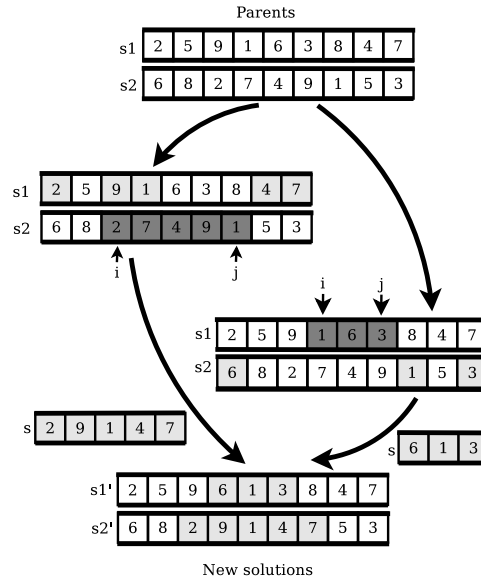 Parents
s1 2 5 9 1 6 3 8 4 7
s2 6 8 2 7 4 9 1 5 3
s1 2 5 9 1 6 3 8 4 7
s2 6 8 2 7 4 9 1 5 3
i j
i j
s1 2 5 9 1 6 3 8 4 7
s2 6 8 2 7 4 9 1 5 3
s 2 9 1 4 7
s 6 1 3
s1' 2 5 9 6 1 3 8 4 7
s2' 6 8 2 9 1 4 7 5 3
New solutions